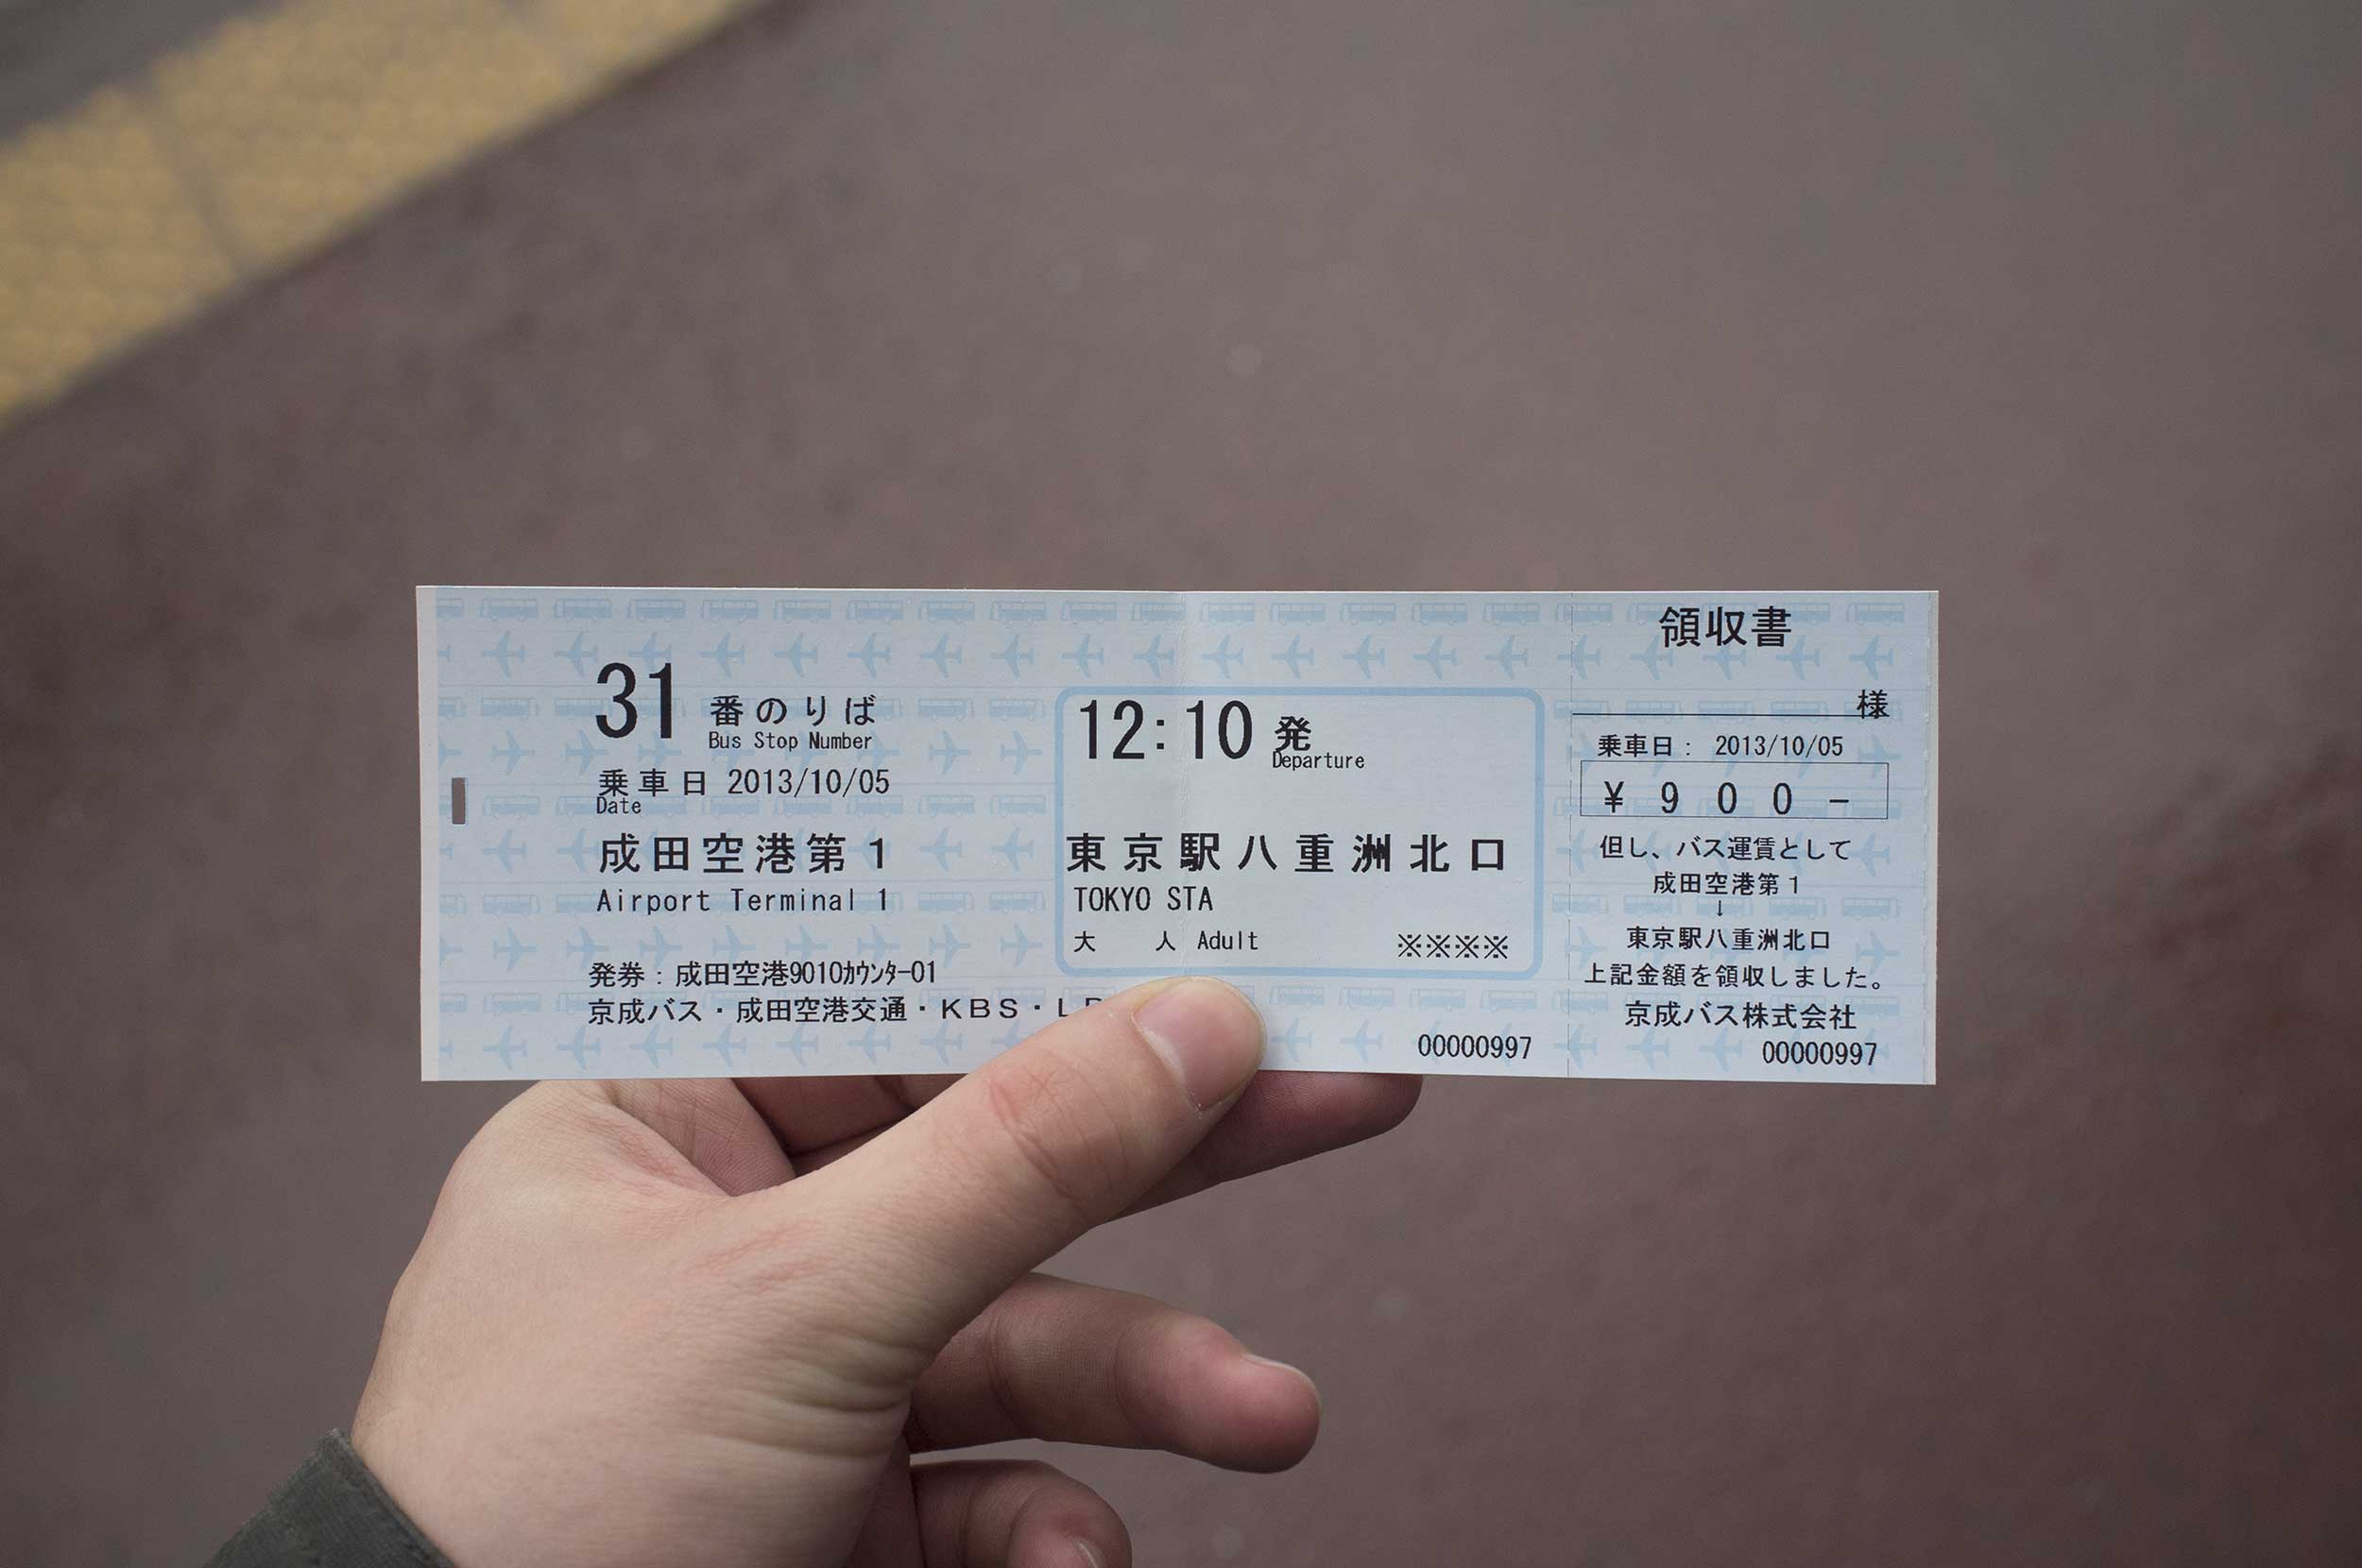 31 番のりば
Bus Stop Number
乗車日 2013/10/05
Date
成田空港第1
Airport Terminal 1
発券：成田空港9010ｶｳﾝﾀｰ01
京成バス・成田空港交通・KBS・
12:10 発
Departure
東京駅八重洲北口
TOKYO STA
大人 Adult ※※※※
00000997
領収書
様
乗車日： 2013/10/05
¥900-
但し、バス運賃として
成田空港第1
↓
東京駅八重洲北口
上記金額を領収しました。
京成バス株式会社
00000997